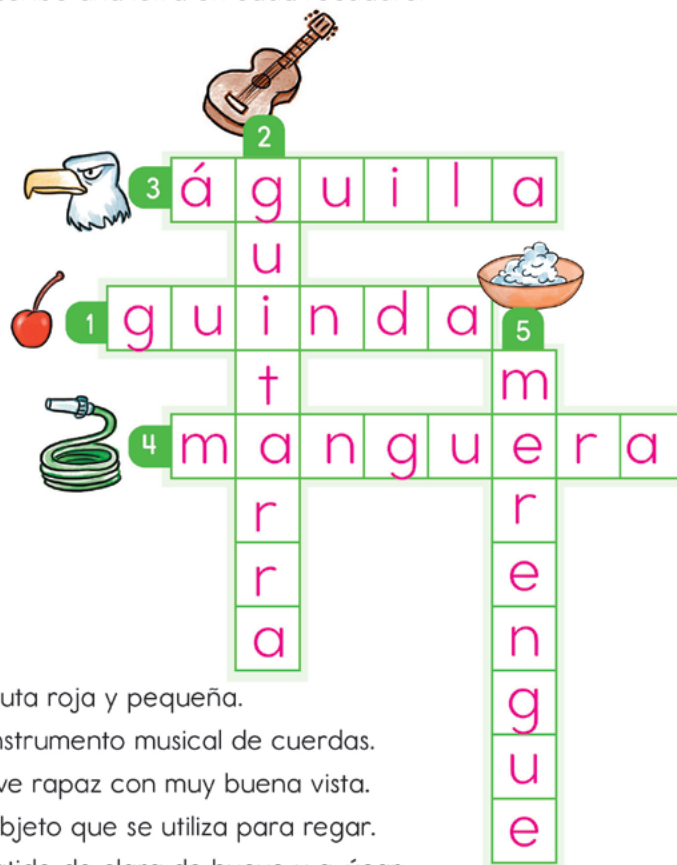 2
3 águila
u
1 guinda
5
t m
4 manguera
r r
r e
a n
uta roja y pequeña. g
nstrumento musical de cuerdas.
ve rapaz con muy buena vista. u
bjeto que se utiliza para regar. e